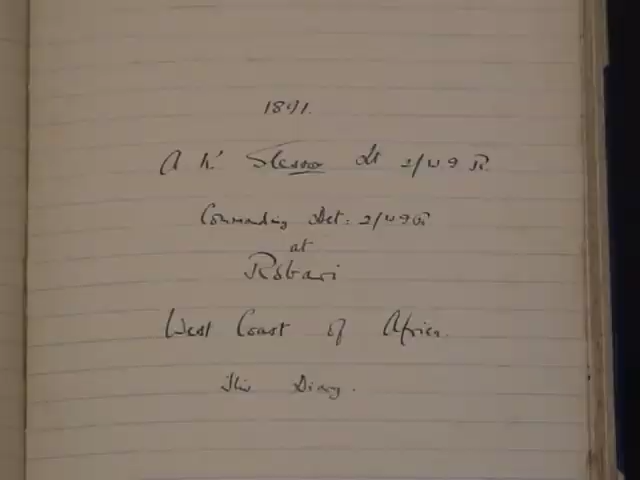 1891.
A K Slessor Lt 2/W I R
Commanding Det: 2/W I R
at
Robari
West Coast of Africa.
His Diary.